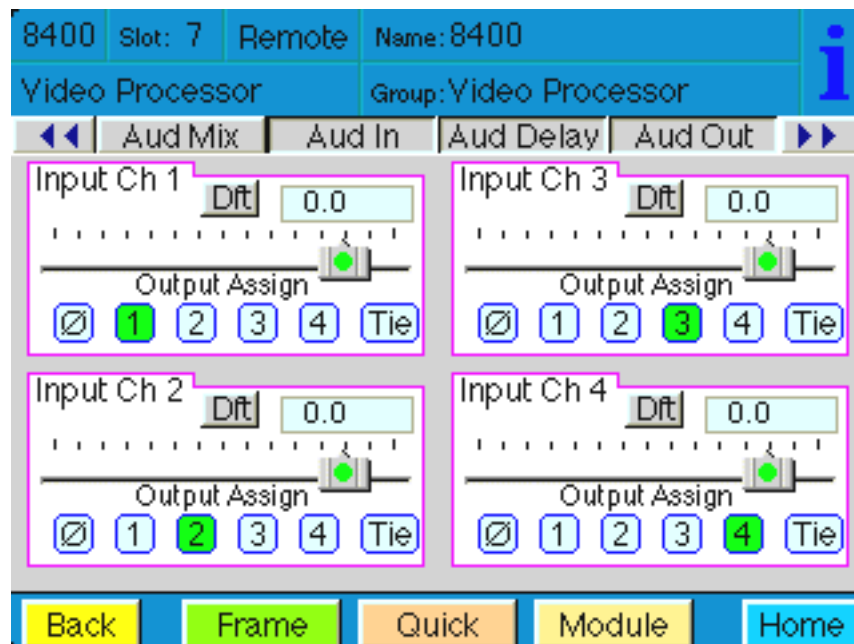 8400 Slot: 7 Remote Name: 8400
Video Processor Group: Video Processor
Aud Mix Aud In Aud Delay Aud Out
Input Ch 1
Dft 0.0
Output Assign
Ø 1 2 3 4 Tie
Input Ch 3
Dft 0.0
Output Assign
Ø 1 2 3 4 Tie
Input Ch 2
Dft 0.0
Output Assign
Ø 1 2 3 4 Tie
Input Ch 4
Dft 0.0
Output Assign
Ø 1 2 3 4 Tie
Back Frame Quick Module Home